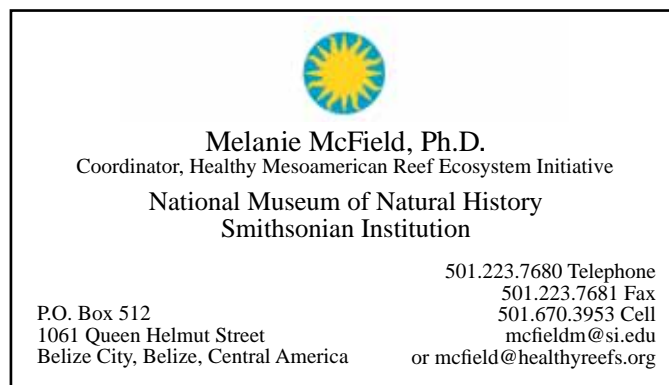 Melanie McField, Ph.D.
Coordinator, Healthy Mesoamerican Reef Ecosystem Initiative
National Museum of Natural History
Smithsonian Institution
P.O. Box 512
1061 Queen Helmut Street
Belize City, Belize, Central America
501.223.7680 Telephone
501.223.7681 Fax
501.670.3953 Cell
mcfieldm@si.edu
or mcfield@healthyreefs.org